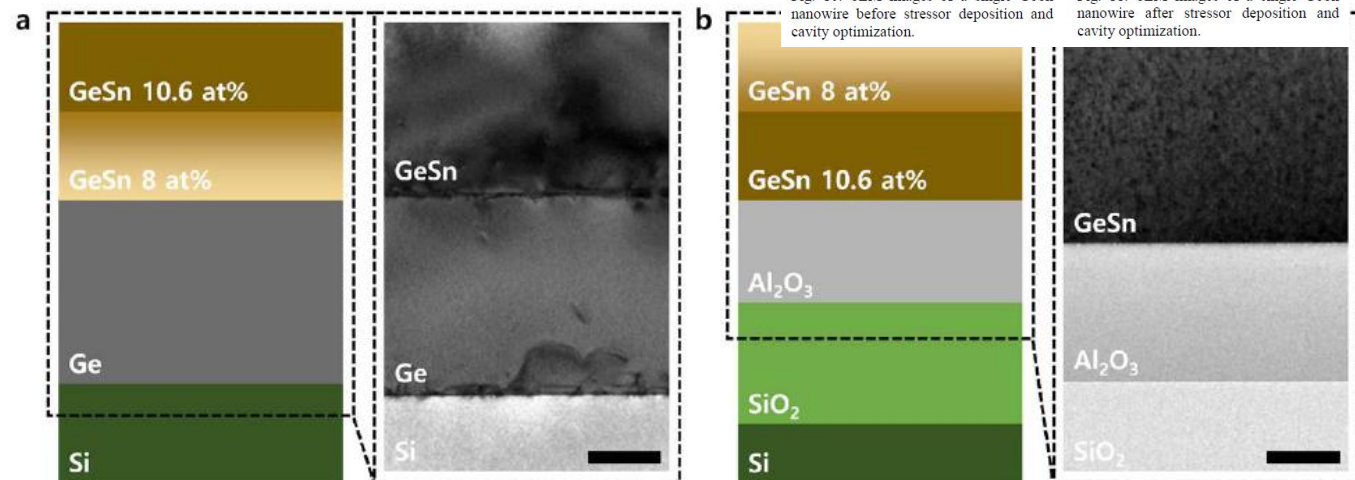 a
GeSn 10.6 at%
GeSn 8 at%
Ge
Si
GeSn
Ge
Si
b
nanowire before stressor deposition and
cavity optimization.
nanowire after stressor deposition and
cavity optimization.
GeSn 8 at%
GeSn 10.6 at%
Al₂O₃
SiO₂
Si
GeSn
Al₂O₃
SiO₂